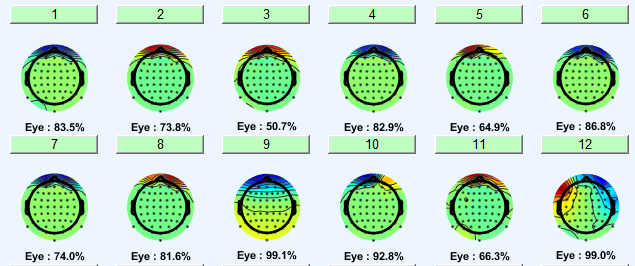 1 2 3 4 5 6
Eye : 83.5% Eye : 73.8% Eye : 50.7% Eye : 82.9% Eye : 64.9% Eye : 86.8%
7 8 9 10 11 12
Eye : 74.0% Eye : 81.6% Eye : 99.1% Eye : 92.8% Eye : 66.3% Eye : 99.0%